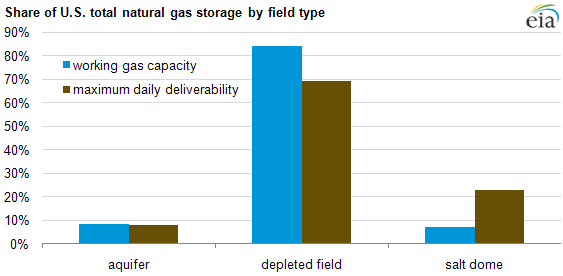 Share of U.S. total natural gas storage by field type
eia
90%
80%
70%
60%
50%
40%
30%
20%
10%
0%
working gas capacity
maximum daily deliverability
aquifer
depleted field
salt dome